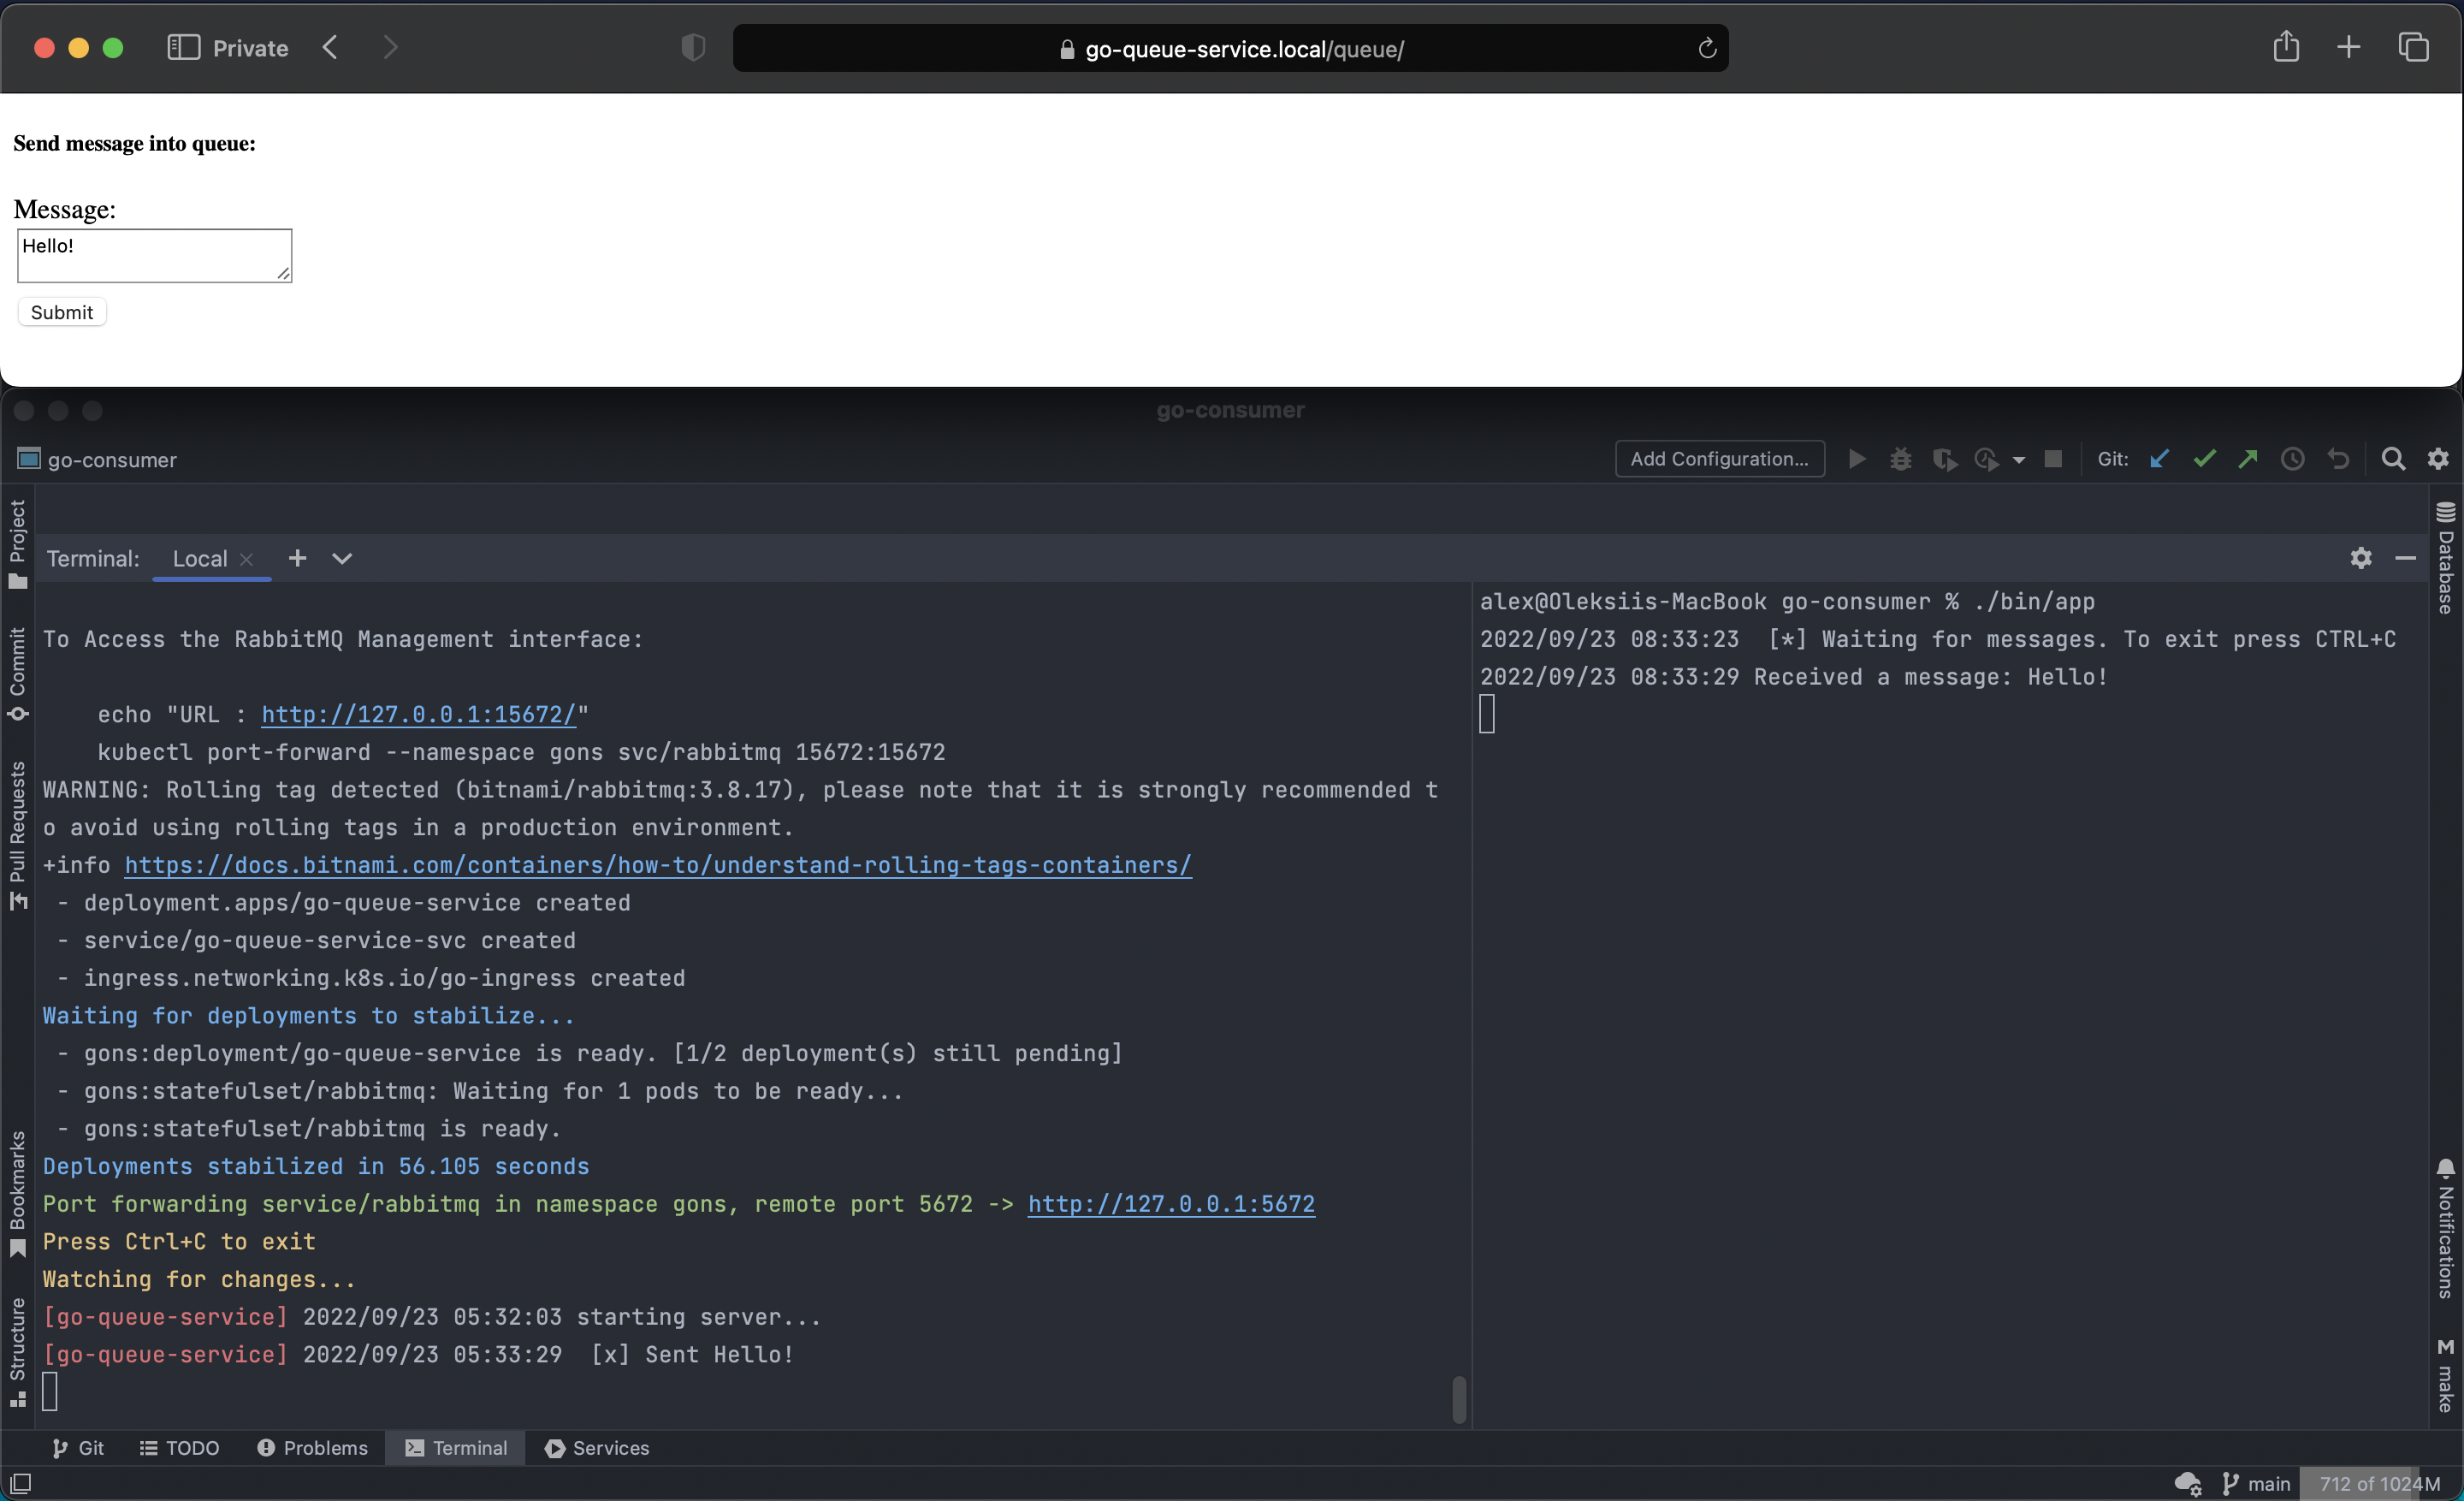 Private
go-queue-service.local/queue/
Send message into queue:
Message:
Hello!
Submit
go-consumer
go-consumer
Add Configuration...
Git:
Project
Commit
Pull Requests
Bookmarks
Structure
Terminal:
Local
To Access the RabbitMQ Management interface:
echo "URL : http://127.0.0.1:15672/"
kubectl port-forward --namespace gons svc/rabbitmq 15672:15672
WARNING: Rolling tag detected (bitnami/rabbitmq:3.8.17), please note that it is strongly recommended t
o avoid using rolling tags in a production environment.
+info https://docs.bitnami.com/containers/how-to/understand-rolling-tags-containers/
- deployment.apps/go-queue-service created
- service/go-queue-service-svc created
- ingress.networking.k8s.io/go-ingress created
Waiting for deployments to stabilize...
- gons:deployment/go-queue-service is ready. [1/2 deployment(s) still pending]
- gons:statefulset/rabbitmq: Waiting for 1 pods to be ready...
- gons:statefulset/rabbitmq is ready.
Deployments stabilized in 56.105 seconds
Port forwarding service/rabbitmq in namespace gons, remote port 5672 -> http://127.0.0.1:5672
Press Ctrl+C to exit
Watching for changes...
[go-queue-service] 2022/09/23 05:32:03 starting server...
[go-queue-service] 2022/09/23 05:33:29  [x] Sent Hello!
alex@Oleksiis-MacBook go-consumer % ./bin/app
2022/09/23 08:33:23  [*] Waiting for messages. To exit press CTRL+C
2022/09/23 08:33:29 Received a message: Hello!
Database
Notifications
M make
Git
TODO
Problems
Terminal
Services
main
712 of 1024M